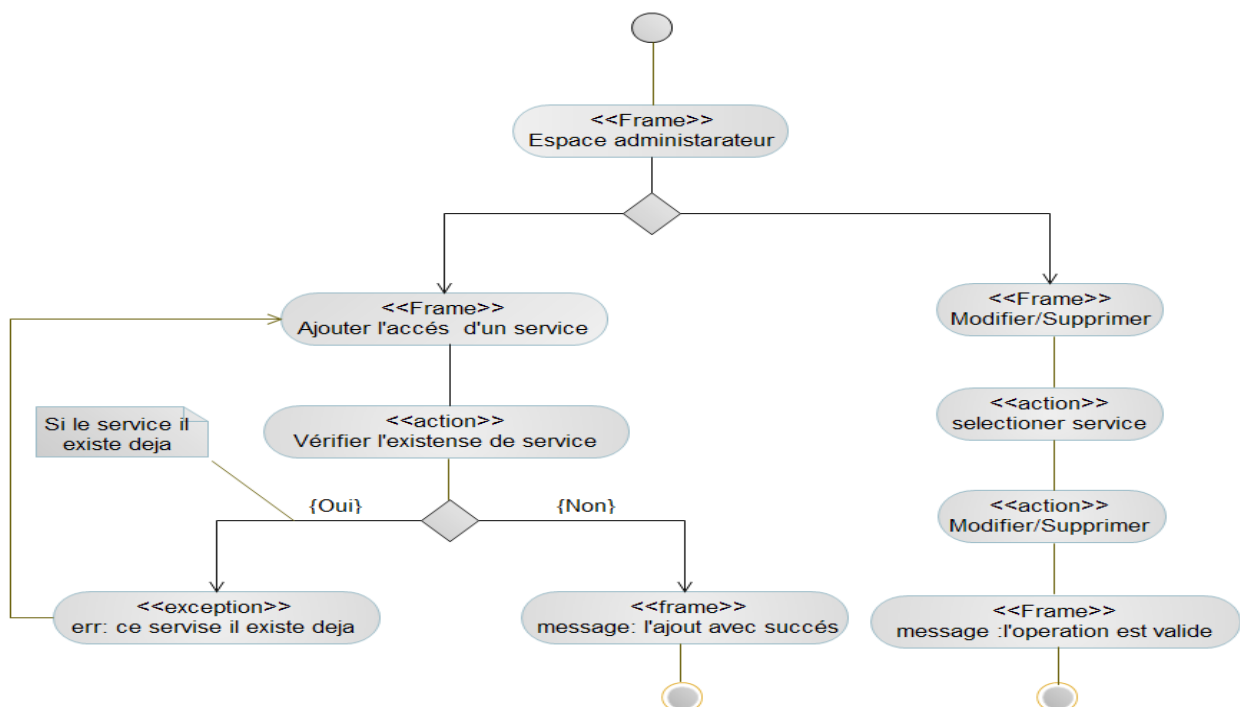 <<Frame>>
Espace administarateur
<<Frame>>
Ajouter l'accés d'un service
<<Frame>>
Modifier/Supprimer
Si le service il
existe deja
<<action>>
Vérifier l'existense de service
<<action>>
selectioner service
{Oui}
{Non}
<<action>>
Modifier/Supprimer
<<exception>>
err: ce servise il existe deja
<<frame>>
message: l'ajout avec succés
<<Frame>>
message :l'operation est valide